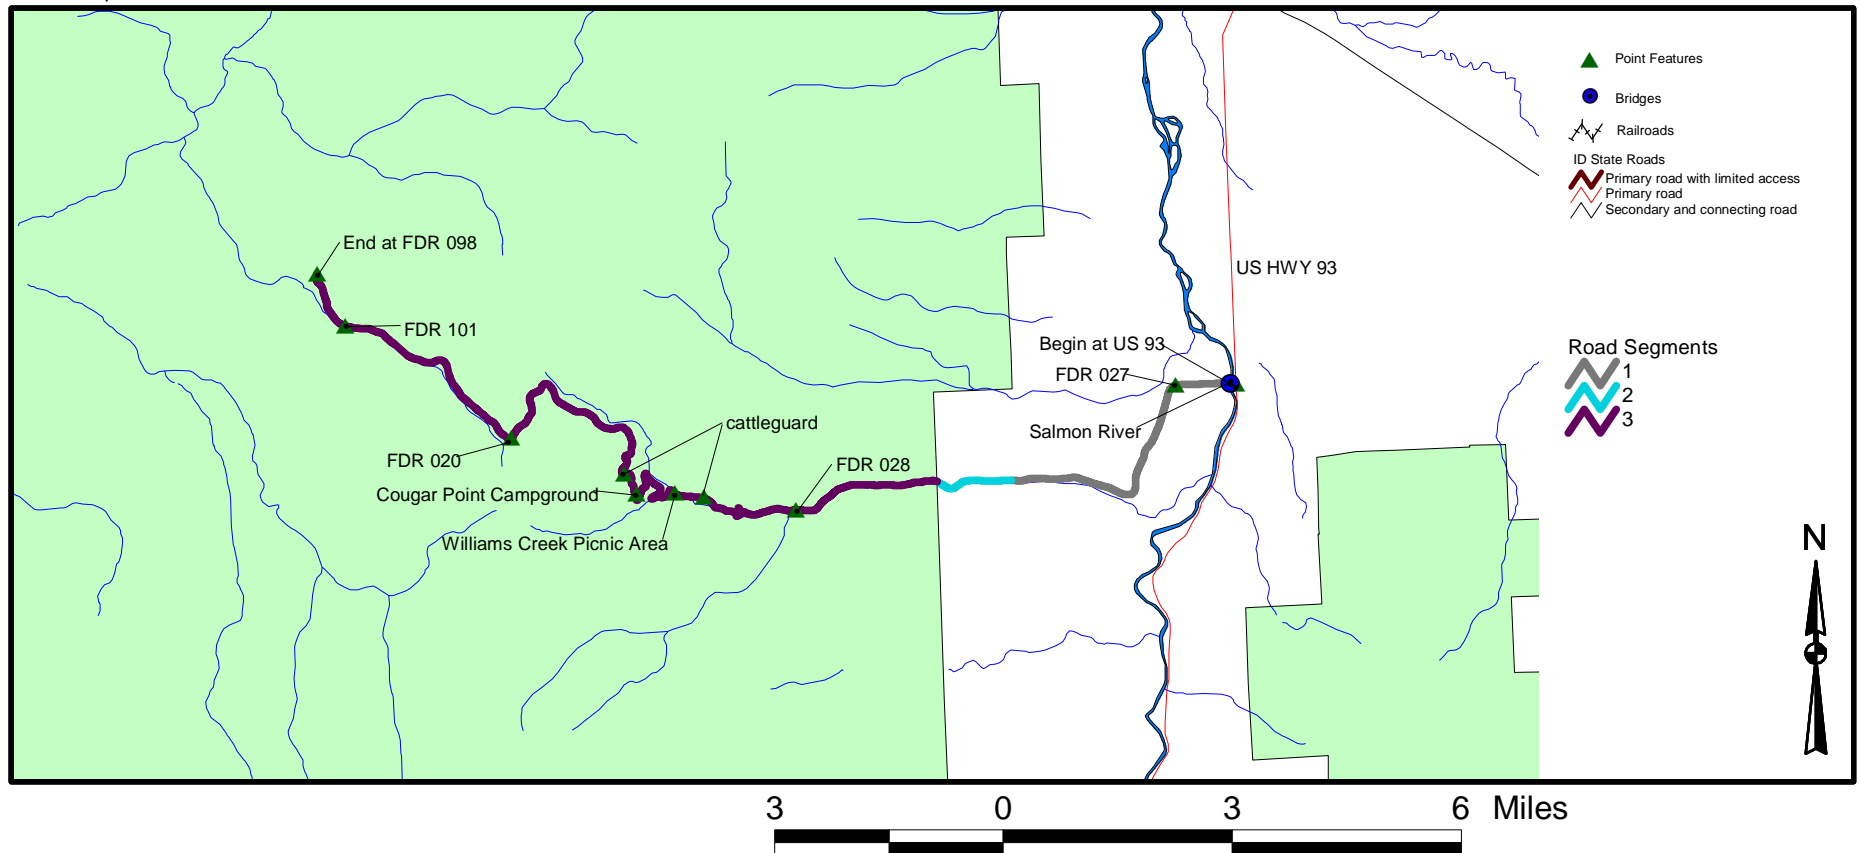 Point Features
Bridges
Railroads
ID State Roads
Primary road with limited access
Primary road
Secondary and connecting road
End at FDR 098
US HWY 93
FDR 101
Begin at US 93
Road Segments
1
FDR 027
2
3
cattleguard
Salmon River
FDR 020
FDR 028
Cougar Point Campground
Williams Creek Picnic Area
N
3 0 3 6 Miles